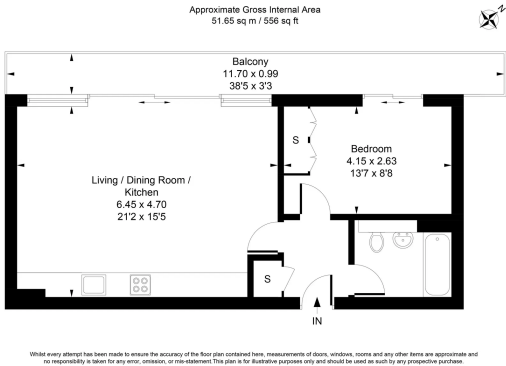 Approximate Gross Internal Area
51.65 sq m / 556 sq ft
N
Balcony
11.70 x 0.99
38'5 x 3'3
S
Bedroom
4.15 x 2.63
13'7 x 8'8
Living / Dining Room /
Kitchen
6.45 x 4.70
21'2 x 15'5
S
IN
Whilst every attempt has been made to ensure the accuracy of the floor plan contained here, measurements of doors, windows, rooms and any other items are approximate and
no responsibility is taken for any error, omission, or mis-statement.This plan is for illustrative purposes only and should be used as such by any prospective purchase.